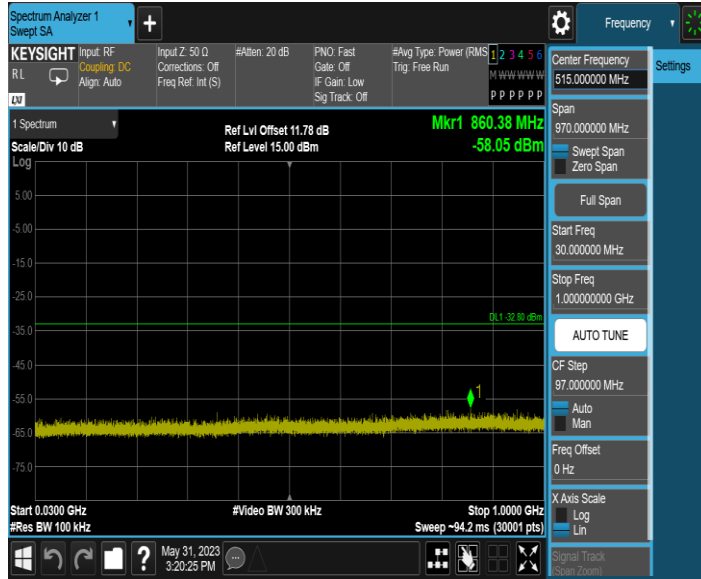 Spectrum Analyzer 1
Swept SA
Frequency
KEYSIGHT
RL
LXI
Input: RF
Coupling: DC
Align: Auto
Input Z: 50 Ω
Corrections: Off
Freq Ref: Int (S)
#Atten: 20 dB
PNO: Fast
Gate: Off
IF Gain: Low
Sig Track: Off
#Avg Type: Power (RMS
Trig: Free Run
1 2 3 4 5 6
M W W W W W
P P P P P P
1 Spectrum
Scale/Div 10 dB
Ref Lvl Offset 11.78 dB
Ref Level 15.00 dBm
Mkr1 860.38 MHz
-58.05 dBm
Log
5.00
-5.00
-15.0
-25.0
-35.0
-45.0
-55.0
-65.0
-75.0
DL1 -32.80 dBm
1
Start 0.0300 GHz
#Res BW 100 kHz
#Video BW 300 kHz
Stop 1.0000 GHz
Sweep ~94.2 ms (30001 pts)
?
May 31, 2023
3:20:25 PM
Center Frequency
515.000000 MHz
Span
970.000000 MHz
Swept Span
Zero Span
Full Span
Start Freq
30.000000 MHz
Stop Freq
1.000000000 GHz
AUTO TUNE
CF Step
97.000000 MHz
Auto
Man
Freq Offset
0 Hz
X Axis Scale
Log
Lin
Signal Track
(Span Zoom)
Settings